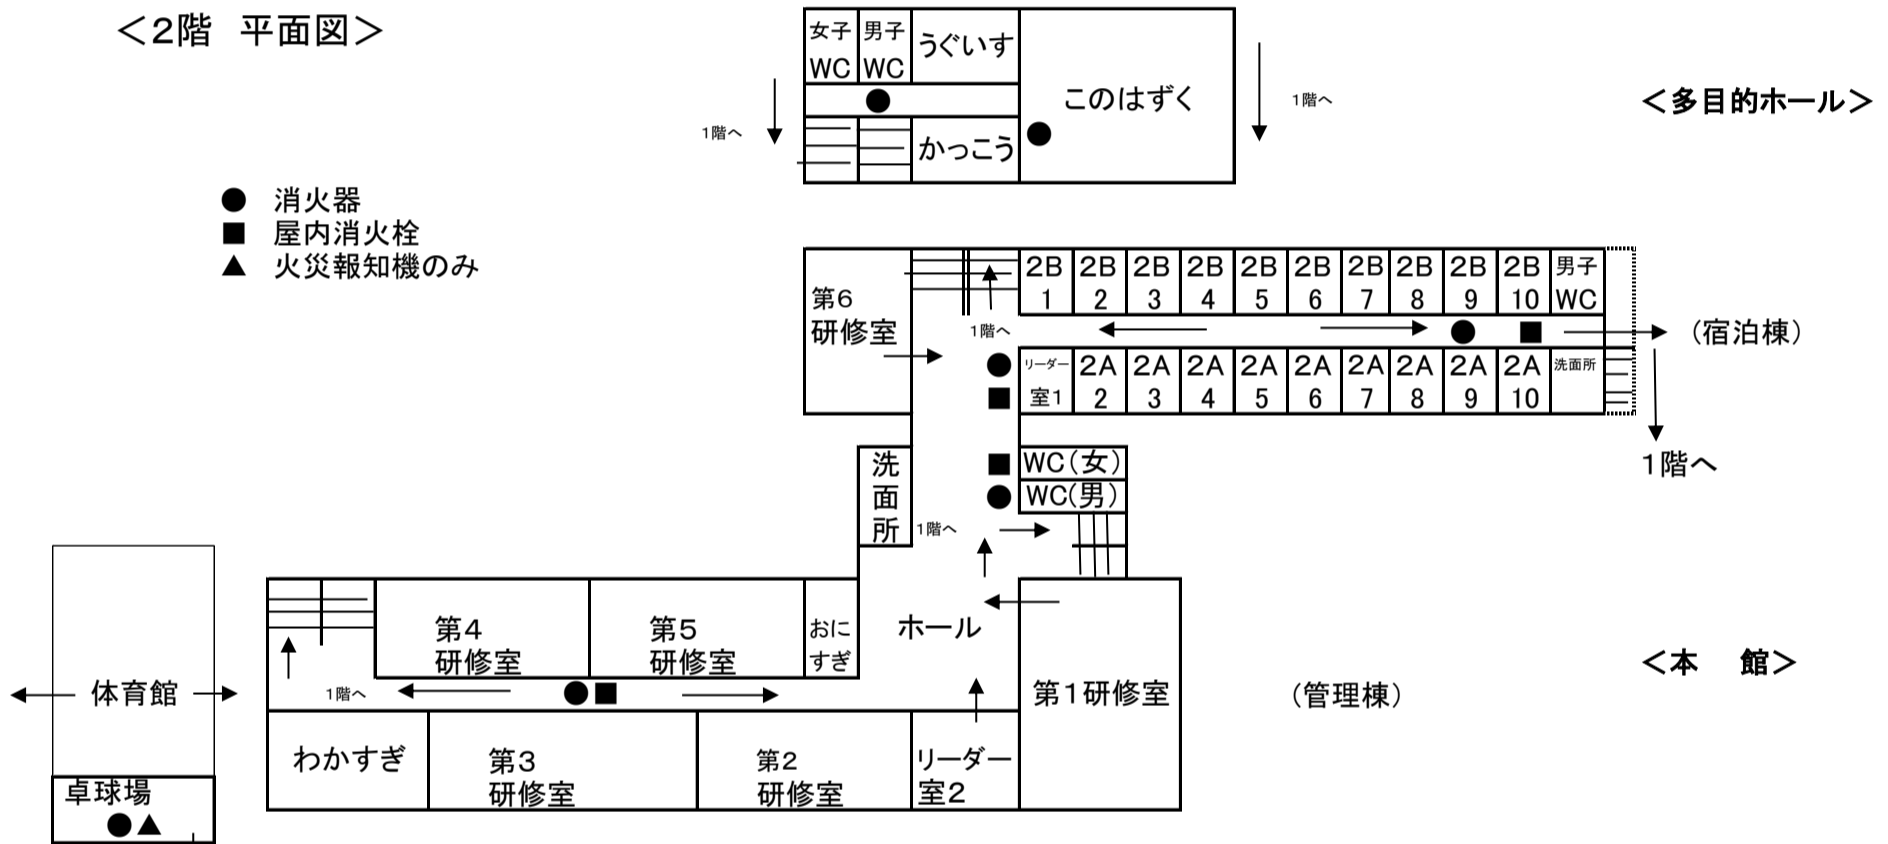 ＜２階　平面図＞
女子
WC
男子
WC
うぐいす
このはずく
かっこう
1階へ
1階へ
＜多目的ホール＞
● 消火器
■ 屋内消火栓
▲ 火災報知機のみ
第６
研修室
1階へ
２B
1
２B
2
２B
3
２B
4
２B
5
２B
6
２B
7
２B
8
２B
9
２B
10
男子
WC
（宿泊棟）
リーダー
室１
２A
2
２A
3
２A
4
２A
5
２A
6
２A
7
２A
8
２A
9
２A
10
洗面所
１階へ
洗
面
所
WC（女）
WC(男)
1階へ
体育館
卓球場
第４
研修室
第５
研修室
おに
すぎ
ホール
1階へ
第１研修室
（管理棟）
＜本　館＞
わかすぎ
第３
研修室
第２
研修室
リーダー
室２